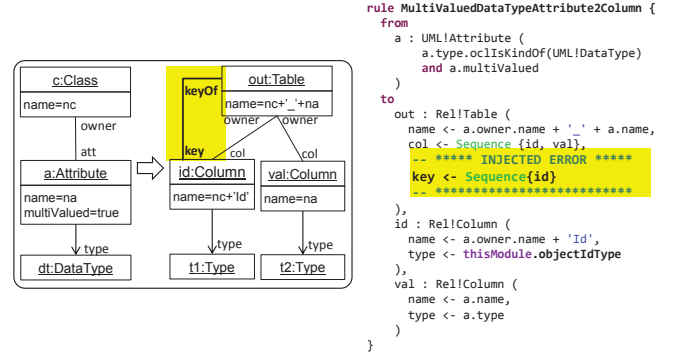 c:Class
name=nc
owner
att
a:Attribute
name=na
multiValued=true
type
dt:DataType
keyOf
out:Table
name=nc+'_'+na
owner
owner
key
col
col
id:Column
name=nc+'Id'
val:Column
name=na
type
type
t1:Type
t2:Type
rule MultiValuedDataTypeAttribute2Column {
from
a : UML!Attribute (
a.type.oclIsKindOf(UML!DataType)
and a.multiValued
)
to
out : Rel!Table (
name <- a.owner.name + '_' + a.name,
col <- Sequence {id, val},
-- ***** INJECTED ERROR *****
key <- Sequence{id}
-- **************************
),
id : Rel!Column (
name <- a.owner.name + 'Id',
type <- thisModule.objectIdType
),
val : Rel!Column (
name <- a.name,
type <- a.type
)
}